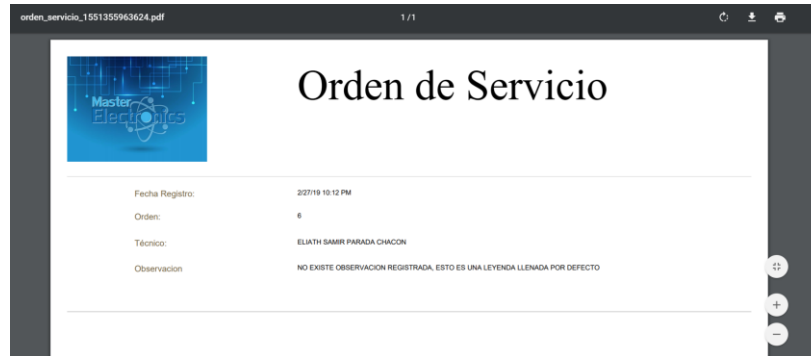 orden_servicio_1551355963624.pdf 1/1
Master
Electronics
Orden de Servicio
Fecha Registro: 2/27/19 10:12 PM
Orden: 6
Técnico: ELIATH SAMIR PARADA CHACON
Observacion NO EXISTE OBSERVACION REGISTRADA, ESTO ES UNA LEYENDA LLENADA POR DEFECTO